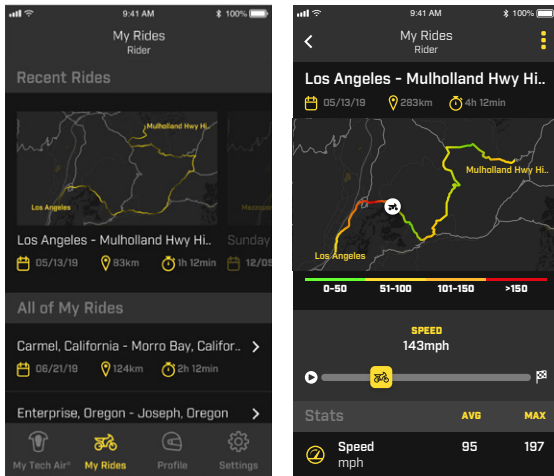 9:41 AM
100%
My Rides
Rider
Recent Rides
Mulholland Hwy Hi..
Los Angeles
Los Angeles - Mulholland Hwy Hi..
Sunday
05/13/19
83km
1h 12min
All of My Rides
Carmel, California - Morro Bay, Califor..
06/21/19
124km
2h 12min
Enterprise, Oregon - Joseph, Oregon
My Tech Air®
My Rides
Profile
Settings
9:41 AM
100%
My Rides
Rider
Los Angeles - Mulholland Hwy Hi..
05/13/19
283km
4h 12min
Mulholland Hwy Hi..
Los Angeles
0-50
51-100
101-150
>150
SPEED
143mph
Stats
AVG
MAX
Speed
95
197
mph